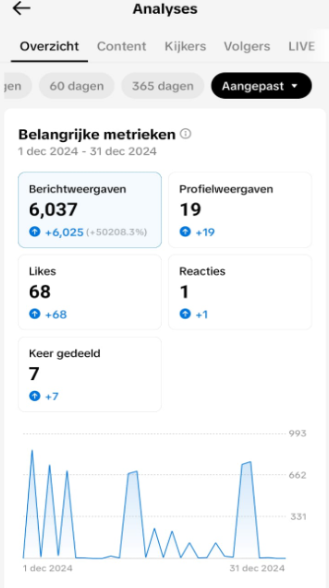 Analyses
Overzicht Content Kijkers Volgers LIVE
gen 60 dagen 365 dagen Aangepast
Belangrijke metrieken
1 dec 2024 - 31 dec 2024
Berichtweergaven Profielweergaven
6,037 19
+6,025 (+50208.3%) +19
Likes Reacties
68 1
+68 +1
Keer gedeeld
7
+7
993
662
331
1 dec 2024 31 dec 2024